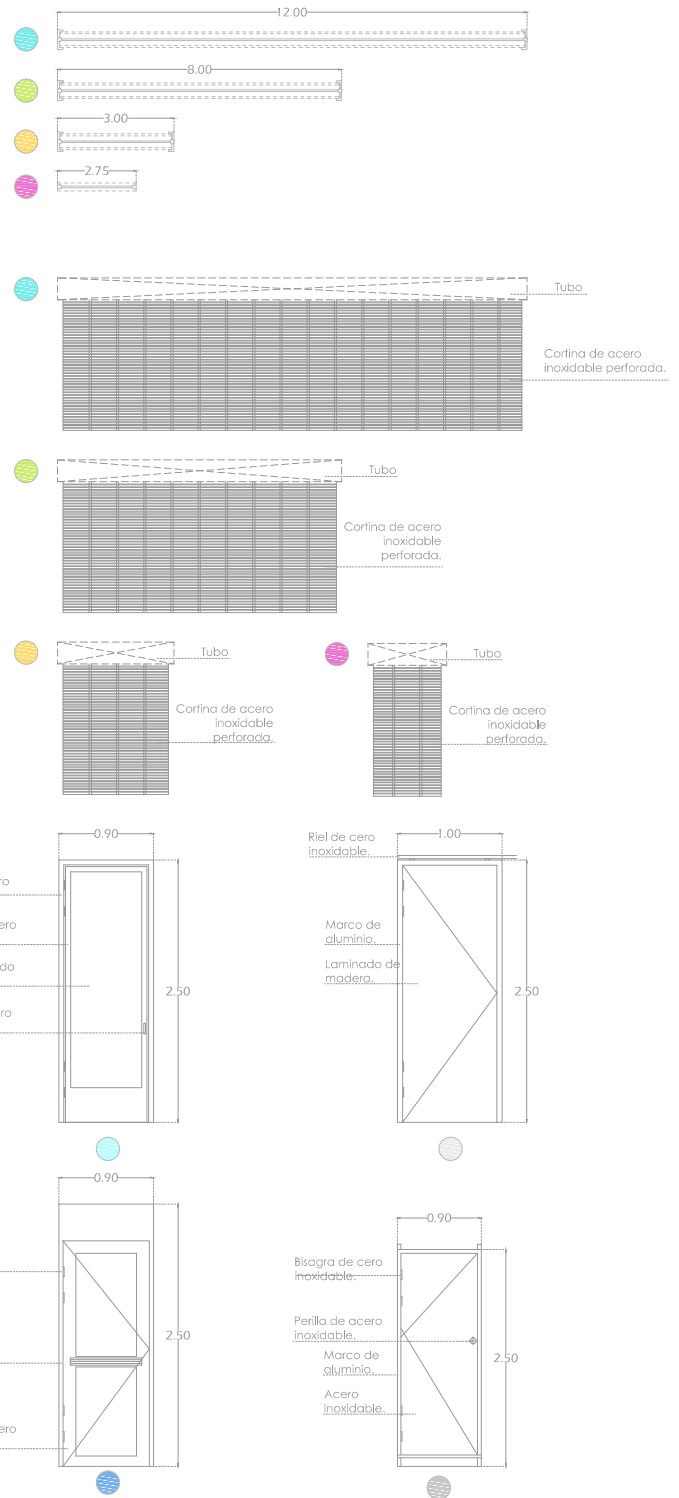 12.00
8.00
3.00
2.75
Tubo
Cortina de acero
inoxidable perforada.
Tubo
Cortina de acero
inoxidable
perforada.
Tubo
Cortina de acero
inoxidable
perforada.
Tubo
Cortina de acero
inoxidable
perforada.
0.90
2.50
1.00
Riel de cero
inoxidable.
Marco de
aluminio.
Laminado de
madera.
2.50
0.90
2.50
0.90
Bisagra de cero
inoxidable.
Perilla de acero
inoxidable.
Marco de
aluminio.
Acero
inoxidable.
2.50